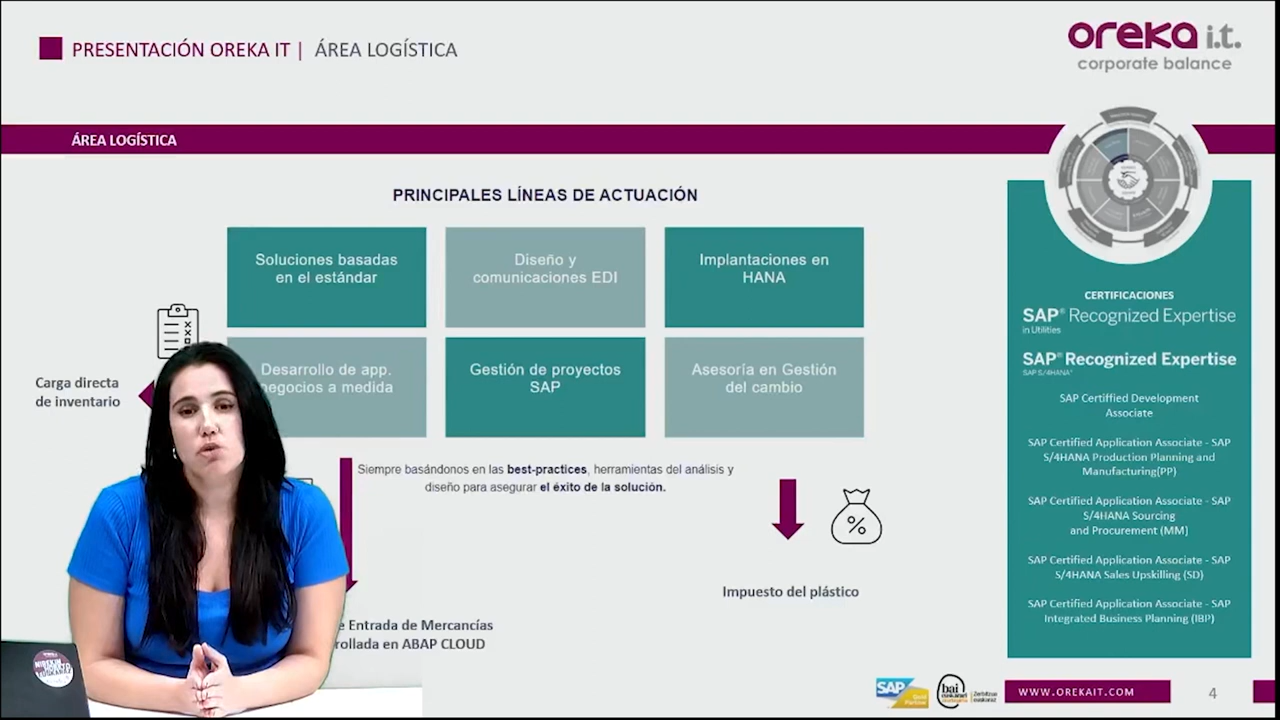 PRESENTACIÓN OREKA IT | ÁREA LOGÍSTICA
oreka i.t.
corporate balance
ÁREA LOGÍSTICA
PRINCIPALES LÍNEAS DE ACTUACIÓN
Soluciones basadas
en el estándar
Diseño y
comunicaciones EDI
Implantaciones en
HANA
Desarrollo de app.
negocios a medida
Gestión de proyectos
SAP
Asesoría en Gestión
del cambio
Carga directa
de inventario
Siempre basándonos en las best-practices, herramientas del análisis y
diseño para asegurar el éxito de la solución.
Impuesto del plástico
e Entrada de Mercancías
rollada en ABAP CLOUD
CERTIFICACIONES
SAP® Recognized Expertise
in Utilities
SAP® Recognized Expertise
SAP S/4HANA®
SAP Certiffied Development
Associate
SAP Certified Application Associate - SAP
S/4HANA Production Planning and
Manufacturing(PP)
SAP Certified Application Associate - SAP
S/4HANA Sourcing
and Procurement (MM]
SAP Certified Application Associate - SAP
S/4HANA Sales Upskilling (SD)
SAP Certified Application Associate - SAP
Integrated Business Planning (IBP)
SAP
bai
WWW.OREKAIT.COM
4